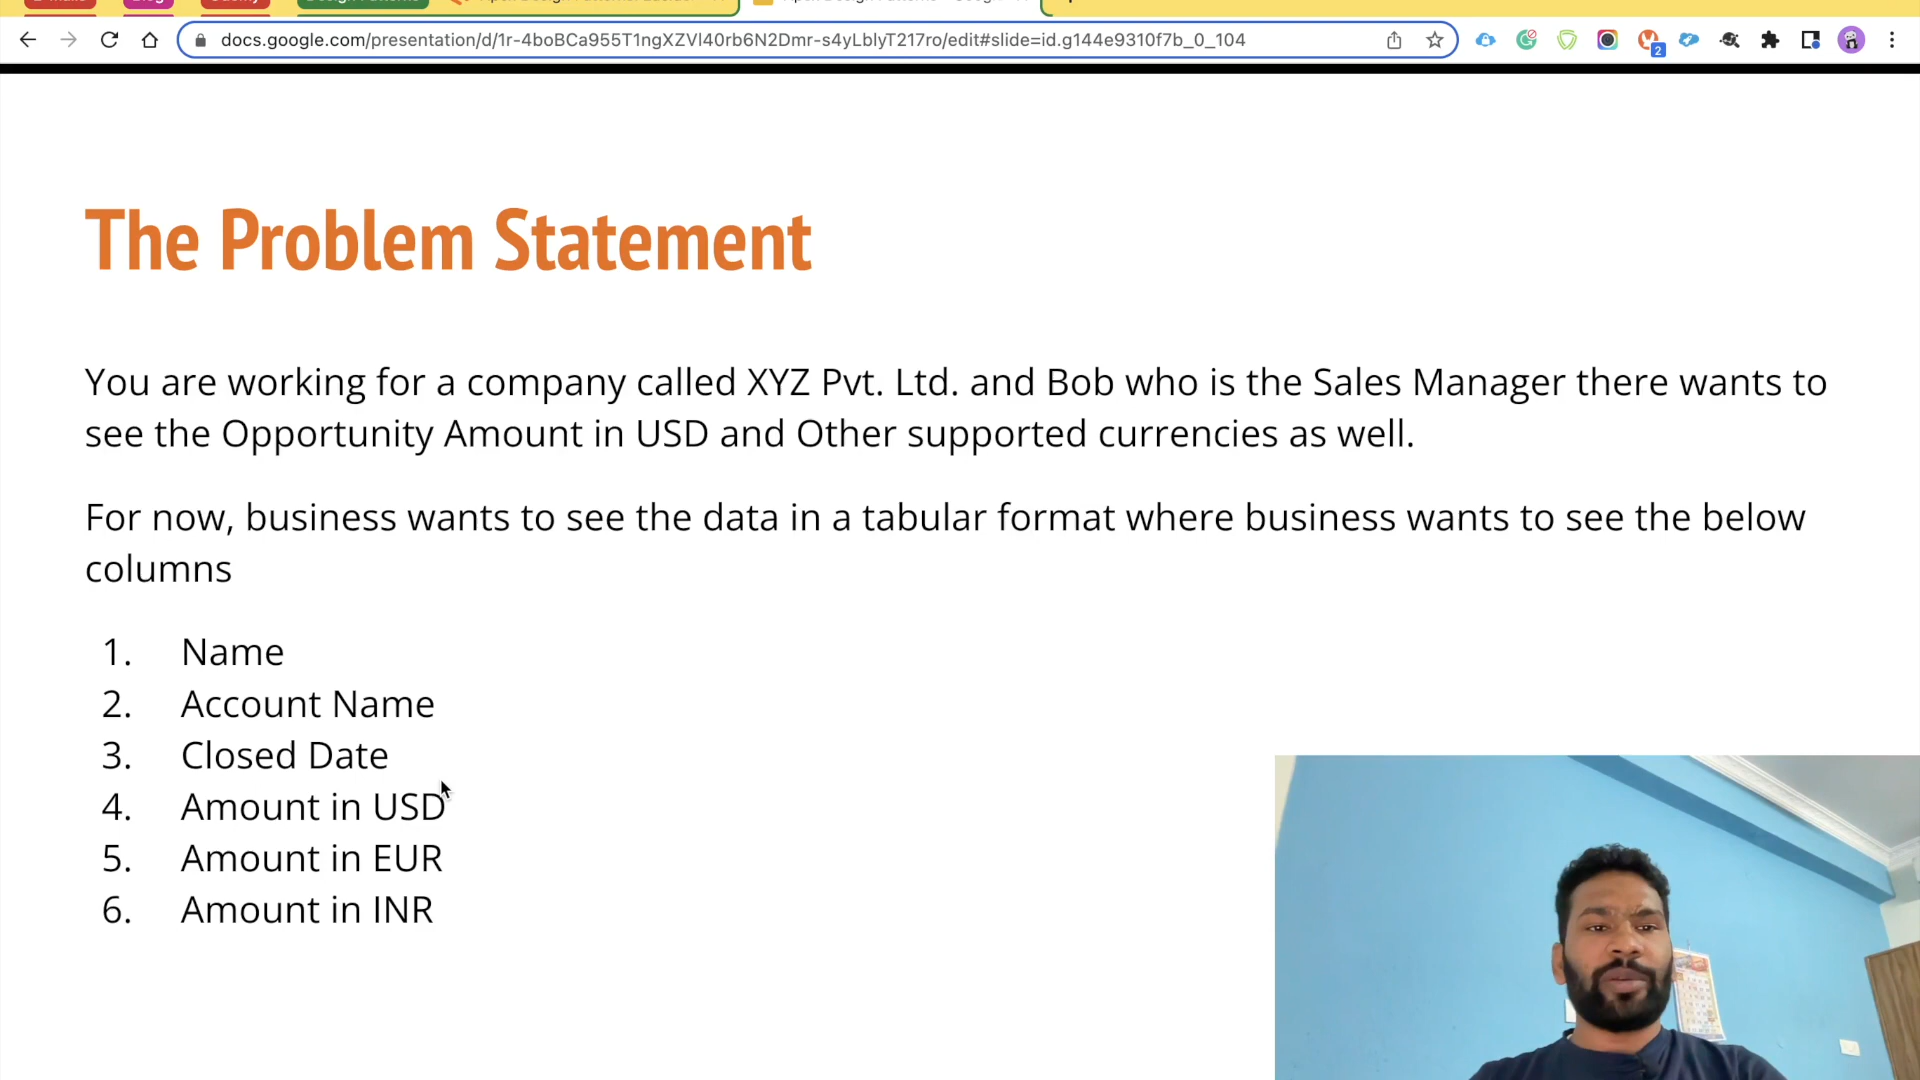 docs.google.com/presentation/d/1r-4boBCa955T1ngXZVl40rb6N2Dmr-s4yLblyT217ro/edit#slide=id.g144e9310f7b_0_104
2
The Problem Statement
You are working for a company called XYZ Pvt. Ltd. and Bob who is the Sales Manager there wants to
see the Opportunity Amount in USD and Other supported currencies as well.
For now, business wants to see the data in a tabular format where business wants to see the below
columns
1. Name
2. Account Name
3. Closed Date
4. Amount in USD
5. Amount in EUR
6. Amount in INR